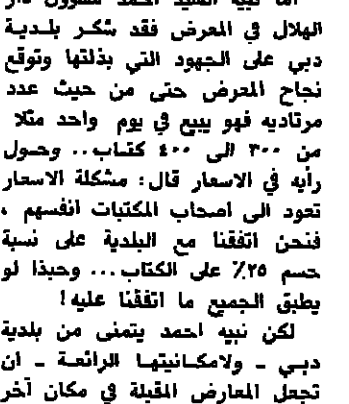 اما نبيه السيد احمد مسؤول دار
الهلال في المعرض فقد شكر بلدية
دبي على الجهود التي بذلتها وتوقع
نجاح المعرض حتى من حيث عدد
مرتاديه فهو يبيع في يوم واحد مثلا
من ٣٠٠ الى ٤٠٠ كتاب.. وحول
رأيه في الاسعار قال: مشكلة الاسعار
تعود الى اصحاب المكتبات انفسهم ،
فنحن اتفقنا مع البلدية على نسبة
حسم ٢٥٪ على الكتاب... وحبذا لو
يطبق الجميع ما اتفقنا عليه!
لكن نبيه احمد يتمنى من بلدية
دبي - ولامكانيتها الرائعة - ان
تجعل المعارض المقبلة في مكان آخر